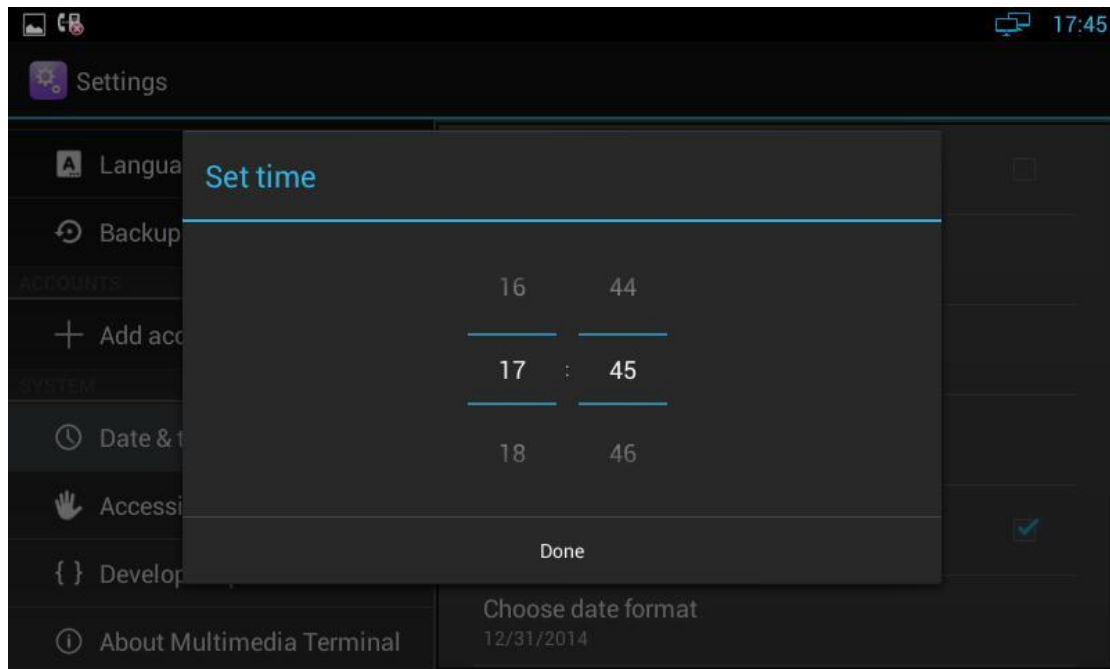 17:45
Settings
Langua
Set time
Backup
ACCOUNTS
16 44
Add acc
17 : 45
SYSTEM
Date & t
18 46
Accessi
Done
{ } Develop
Choose date format
12/31/2014
About Multimedia Terminal